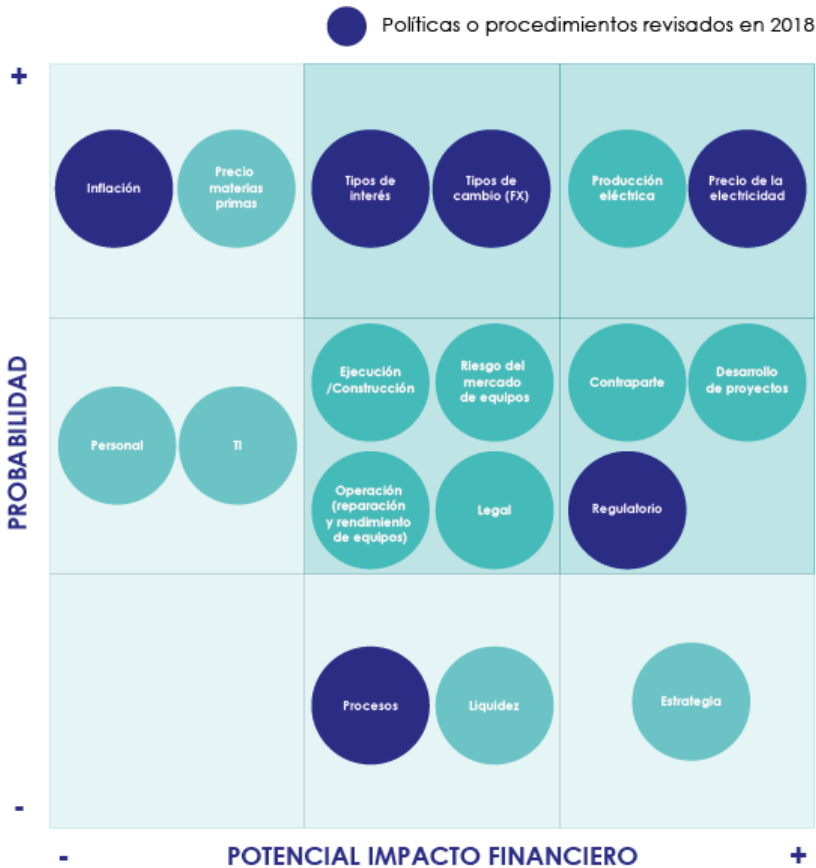 Políticas o procedimientos revisados en 2018
+
Inflación
Precio
materias
primas
Tipos de
interés
Tipos de
cambio (FX)
Producción
eléctrica
Precio de la
electricidad
PROBABILIDAD
Personal
TI
Ejecución
/Construcción
Riesgo del
mercado
de equipos
Contraparte
Desarrollo
de proyectos
Operación
(reparación
y rendimiento
de equipos)
Legal
Regulatorio
Procesos
Liquidez
Estrategia
-
-
POTENCIAL IMPACTO FINANCIERO
+